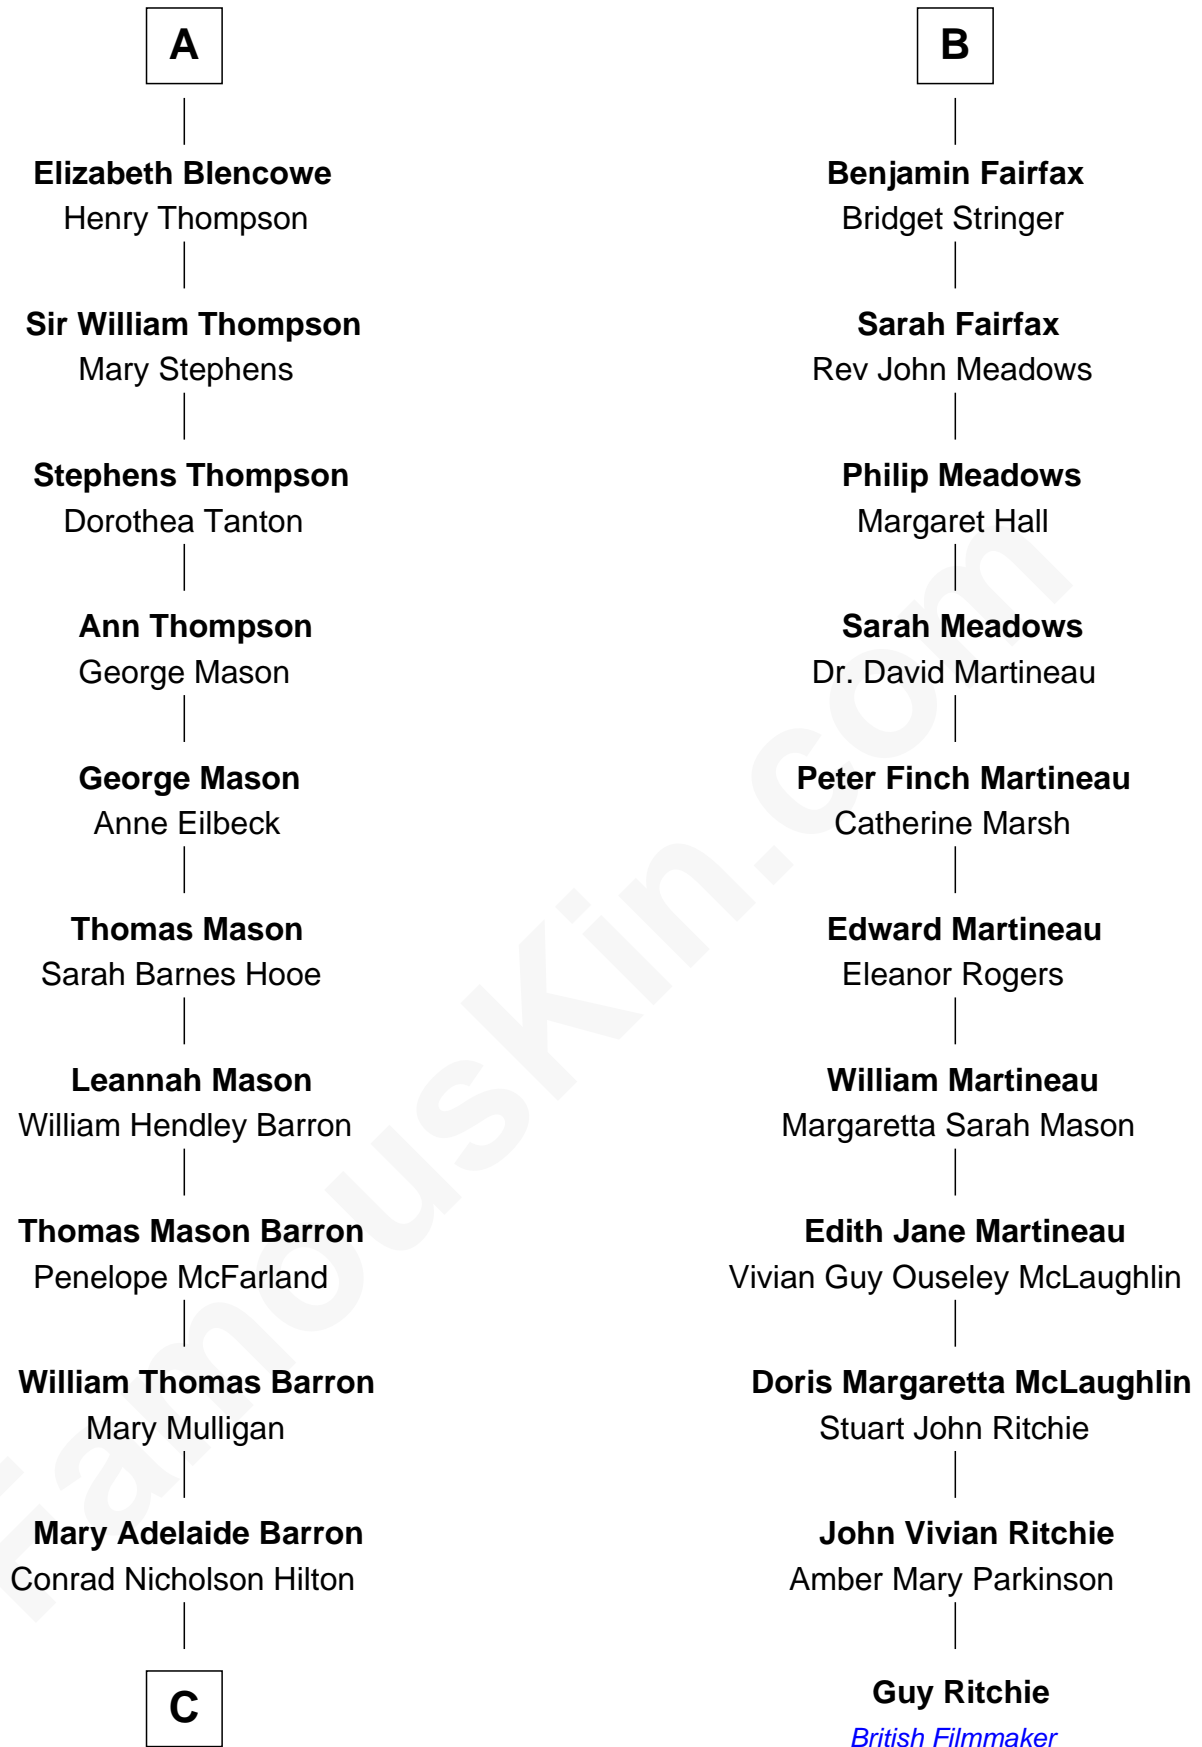 A
Elizabeth Blencowe
Henry Thompson
Sir William Thompson
Mary Stephens
Stephens Thompson
Dorothea Tanton
Ann Thompson
George Mason
George Mason
Anne Eilbeck
Thomas Mason
Sarah Barnes Hooe
Leannah Mason
William Hendley Barron
Thomas Mason Barron
Penelope McFarland
William Thomas Barron
Mary Mulligan
Mary Adelaide Barron
Conrad Nicholson Hilton
C
B
Benjamin Fairfax
Bridget Stringer
Sarah Fairfax
Rev John Meadows
Philip Meadows
Margaret Hall
Sarah Meadows
Dr. David Martineau
Peter Finch Martineau
Catherine Marsh
Edward Martineau
Eleanor Rogers
William Martineau
Margaretta Sarah Mason
Edith Jane Martineau
Vivian Guy Ouseley McLaughlin
Doris Margaretta McLaughlin
Stuart John Ritchie
John Vivian Ritchie
Amber Mary Parkinson
Guy Ritchie
British Filmmaker
FamousKin.com